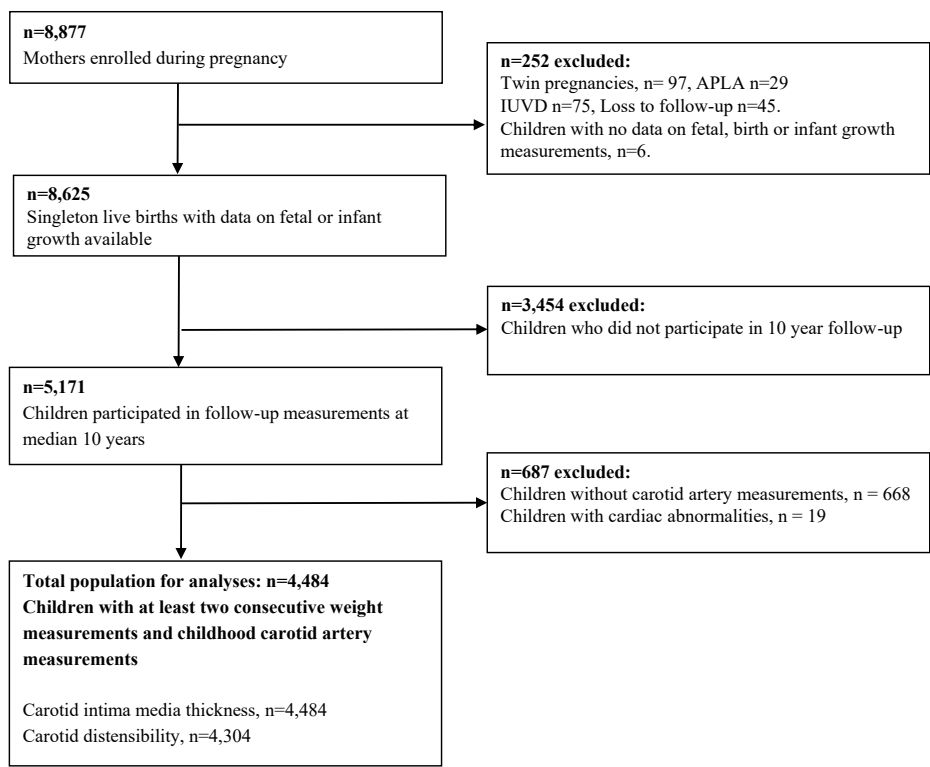 n=8,877
Mothers enrolled during pregnancy
n=252 excluded:
Twin pregnancies, n= 97, APLA n=29
IUVD n=75, Loss to follow-up n=45.
Children with no data on fetal, birth or infant growth
measurements, n=6.
n=8,625
Singleton live births with data on fetal or infant
growth available
n=3,454 excluded:
Children who did not participate in 10 year follow-up
n=5,171
Children participated in follow-up measurements at
median 10 years
n=687 excluded:
Children without carotid artery measurements, n = 668
Children with cardiac abnormalities, n = 19
Total population for analyses: n=4,484
Children with at least two consecutive weight
measurements and childhood carotid artery
measurements
Carotid intima media thickness, n=4,484
Carotid distensibility, n=4,304